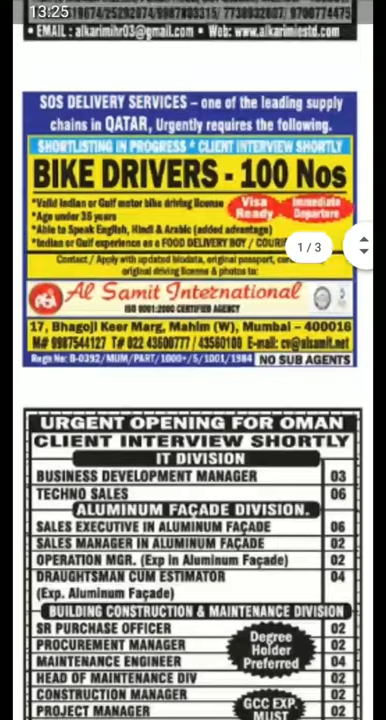 13:25
• EMAIL : alkarimihr03@gmail.com • Web: www.alkarimiestd.com
SOS DELIVERY SERVICES – one of the leading supply
chains in QATAR, Urgently requires the following.
SHORTLISTING IN PROGRESS * CLIENT INTERVIEW SHORTLY
BIKE DRIVERS - 100 Nos
*Valid Indian or Gulf motor bike driving license
*Age under 35 years
*Able to Speak English, Hindi & Arabic (added advantage)
*Indian or Gulf experience as a FOOD DELIVERY BOY /
Visa
Ready
Immediate
Departure
1 / 3
Contact / Apply with updated biodata, original passport,
original driving license & photos to:
Al Samit International
ISO 9001:2000 CERTIFIED AGENCY
17, Bhagoji Keer Marg, Mahim (W), Mumbai – 400016
M# 9987544127 T# 022 43600777 / 43560100 E-mail: cv@alsamit.net
Regn No: B-0392/MUM/PART/1000+/5/1001/1984 NO SUB AGENTS
URGENT OPENING FOR OMAN
CLIENT INTERVIEW SHORTLY
IT DIVISION
BUSINESS DEVELOPMENT MANAGER 03
TECHNO SALES 06
ALUMINUM FAÇADE DIVISION.
SALES EXECUTIVE IN ALUMINUM FAÇADE 06
SALES MANAGER IN ALUMINUM FAÇADE 02
OPERATION MGR. (Exp in Aluminum Façade) 02
DRAUGHTSMAN CUM ESTIMATOR 04
(Exp. Aluminum Façade)
BUILDING CONSTRUCTION & MAINTENANCE DIVISION
SR PURCHASE OFFICER 02
PROCUREMENT MANAGER 02
MAINTENANCE ENGINEER 04
HEAD OF MAINTENANCE DIV 02
CONSTRUCTION MANAGER 02
PROJECT MANAGER 02
Degree
Holder
Preferred
GCC EXP.
MUST